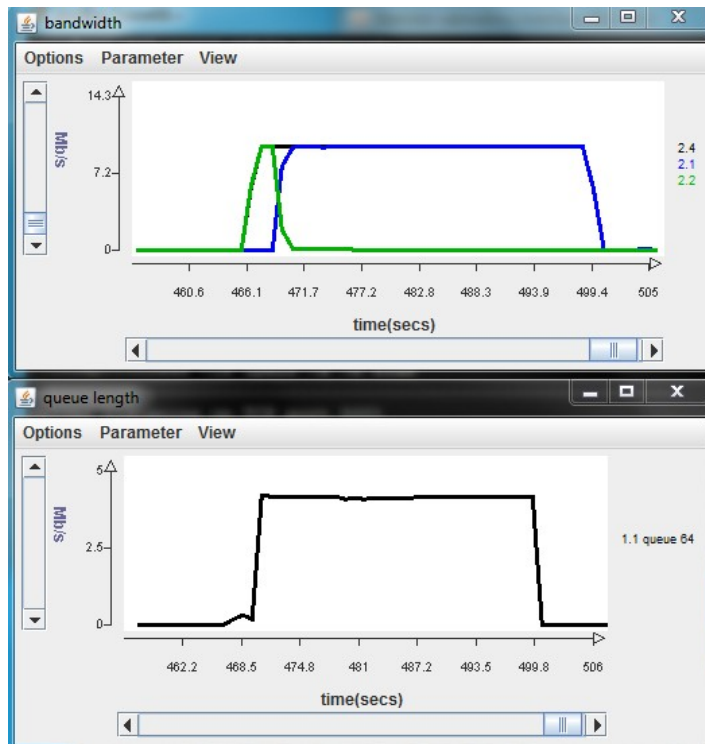 bandwidth
Options Parameter View
14.3
Mb/s
7.2
0
2.4
2.1
2.2
460.6 466.1 471.7 477.2 482.8 488.3 493.9 499.4 505
time(secs)
queue length
Options Parameter View
5
Mb/s
2.5
0
1.1 queue 64
462.2 468.5 474.8 481 487.2 493.5 499.8 506
time(secs)